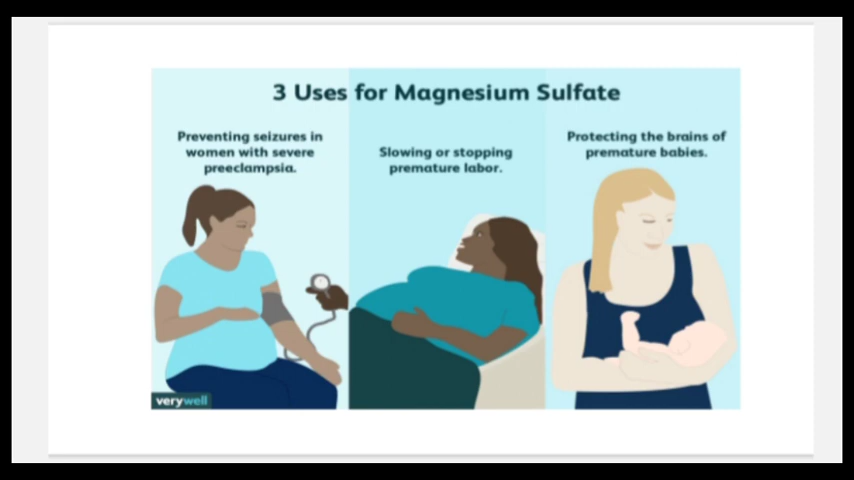 3 Uses for Magnesium Sulfate
Preventing seizures in
women with severe
preeclampsia.
Slowing or stopping
premature labor.
Protecting the brains of
premature babies.
verywell